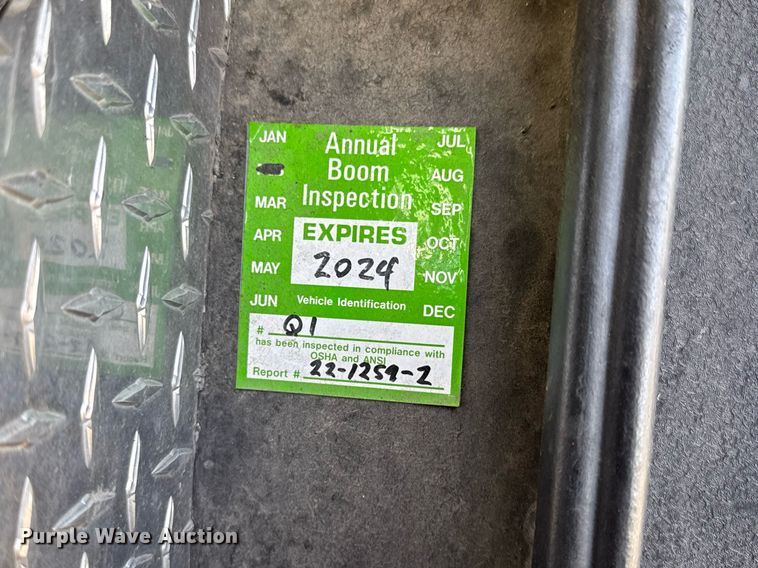 JAN
Annual
JUL
Boom
AUG
MAR
Inspection
SEP
APR
EXPIRES
OCT
MAY
2024
NOV
JUN
Vehicle Identification
DEC
# Q1
has been inspected in compliance with
OSHA and ANSI
Report # 22-1259-2
Purple Wave Auction